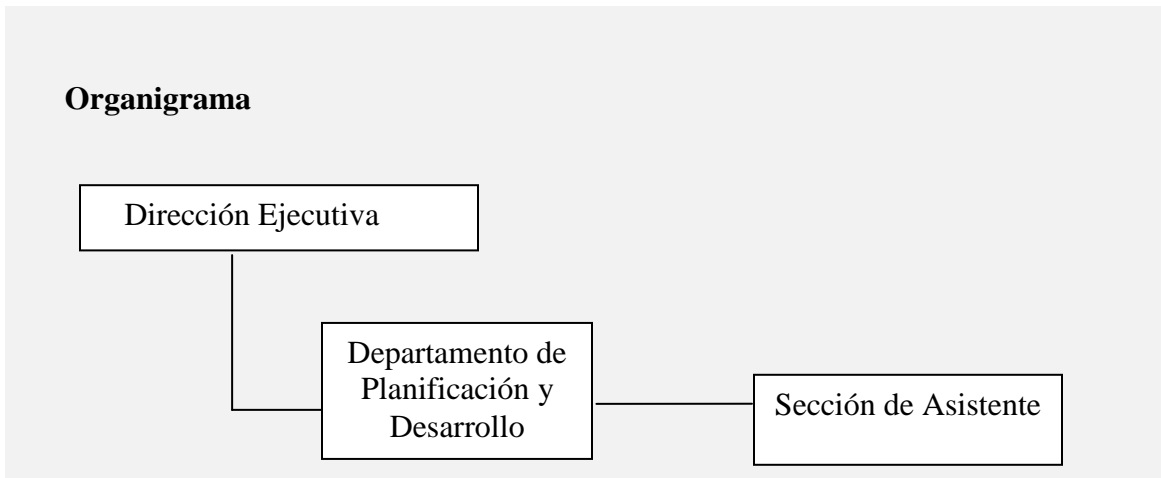 Organigrama
Dirección Ejecutiva
Departamento de
Planificación y
Desarrollo
Sección de Asistente